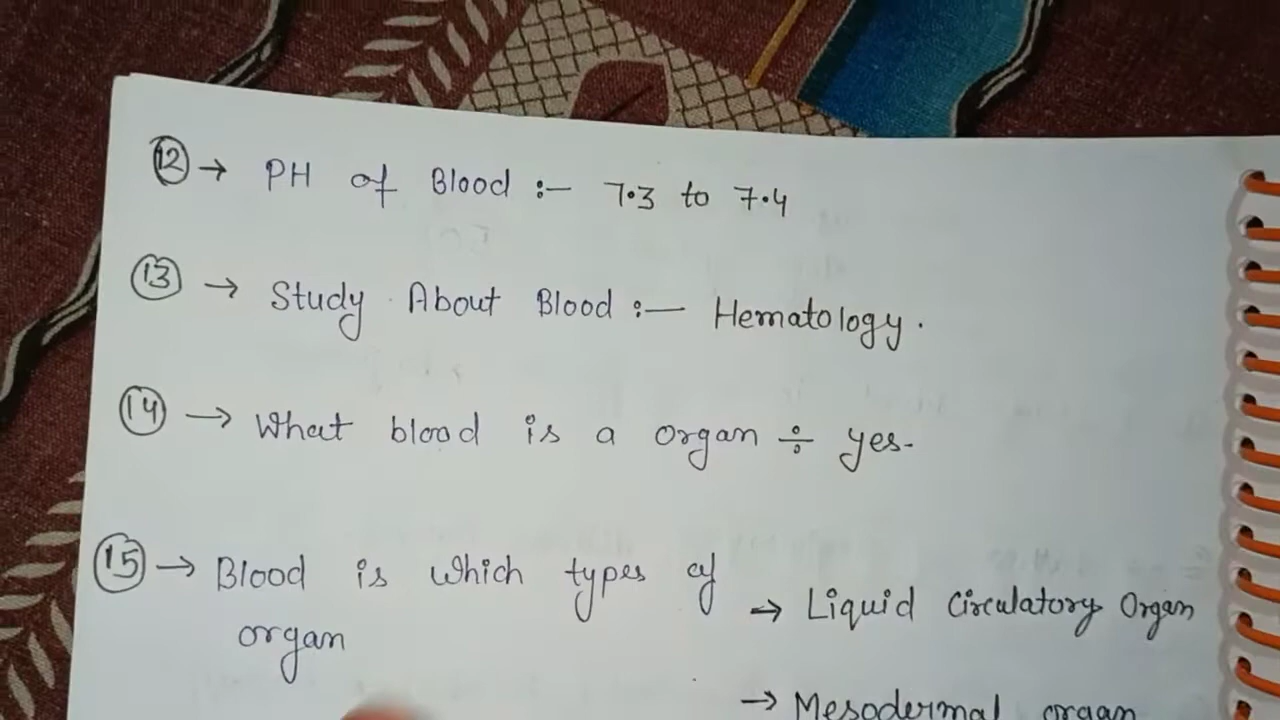 12 → PH of Blood :- 7.3 to 7.4
13 → Study About Blood :- Hematology.
14 → What blood is a organ ÷ yes-
15 → Blood is which types of organ
→ Liquid Circulatory Organ
→ Mesodermal organ